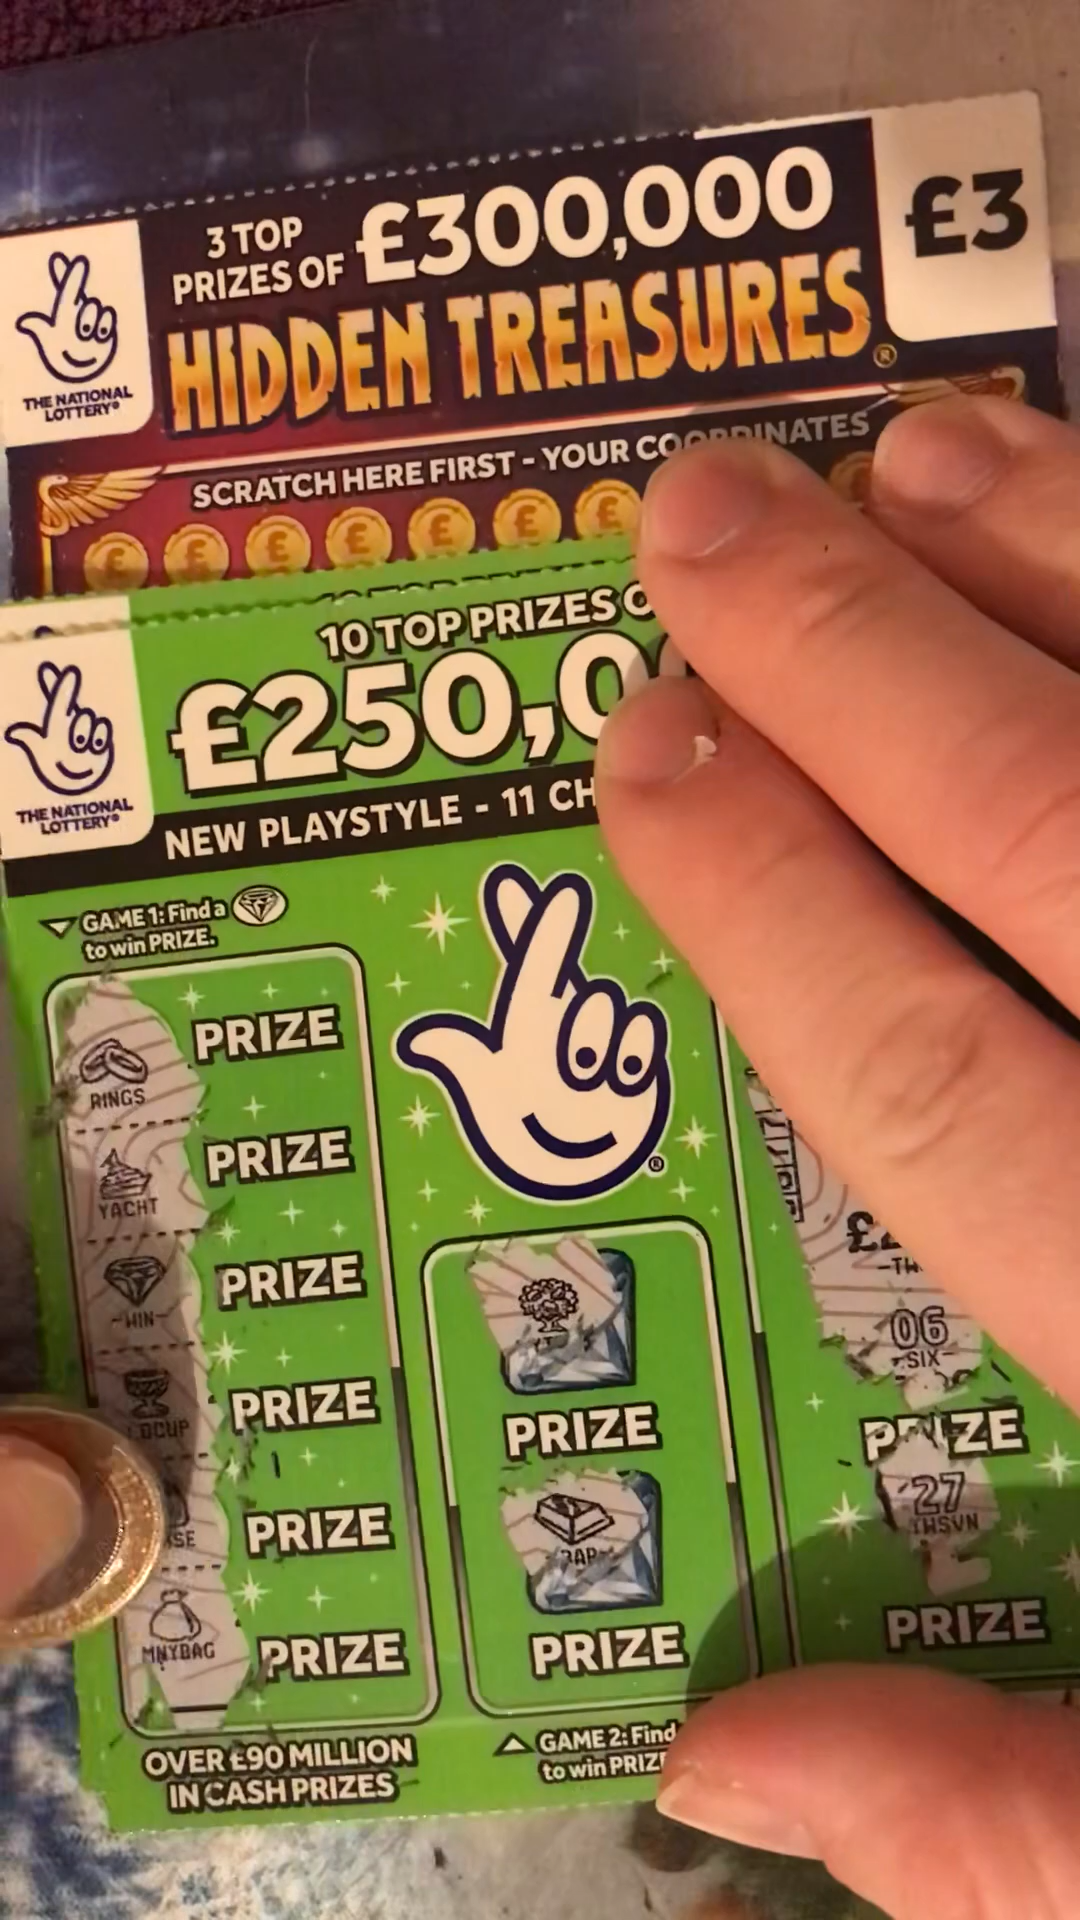 3 TOP
PRIZES OF £300,000
£3
HIDDEN TREASURES®
THE NATIONAL
LOTTERY®
SCRATCH HERE FIRST - YOUR COORDINATES
£ £ £ £ £ £ £
10 TOP PRIZES
£250,0
THE NATIONAL
LOTTERY®
NEW PLAYSTYLE - 11 CH
GAME 1: Find a
to win PRIZE.
PRIZE
RINGS
PRIZE
YACHT
PRIZE
WIN
PRIZE
PRIZE
PRIZE
MNYBAG
®
PRIZE
PRIZE
06
SIX
PRIZE
27
TWSVN
PRIZE
OVER £90 MILLION
IN CASH PRIZES
GAME 2: Find
to win PRIZE